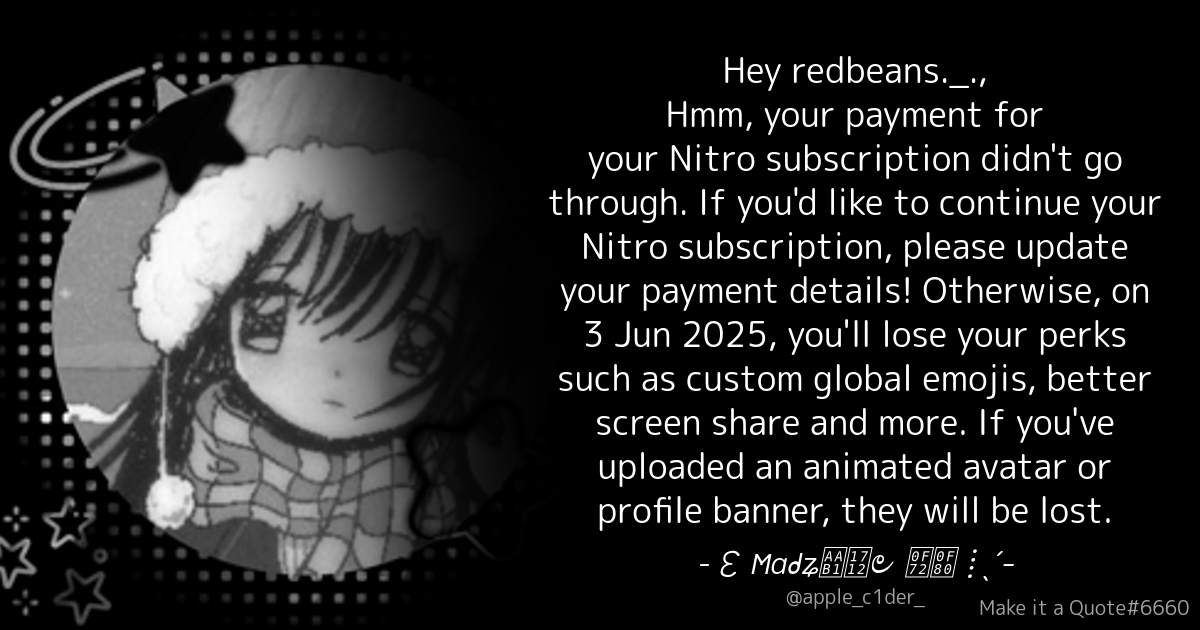 Hey redbeans._.,
Hmm, your payment for
your Nitro subscription didn't go
through. If you'd like to continue your
Nitro subscription, please update
your payment details! Otherwise, on
3 Jun 2025, you'll lose your perks
such as custom global emojis, better
screen share and more. If you've
uploaded an animated avatar or
profile banner, they will be lost.
- ꒰ Madȥ
@apple_c1der_
Make it a Quote#6660